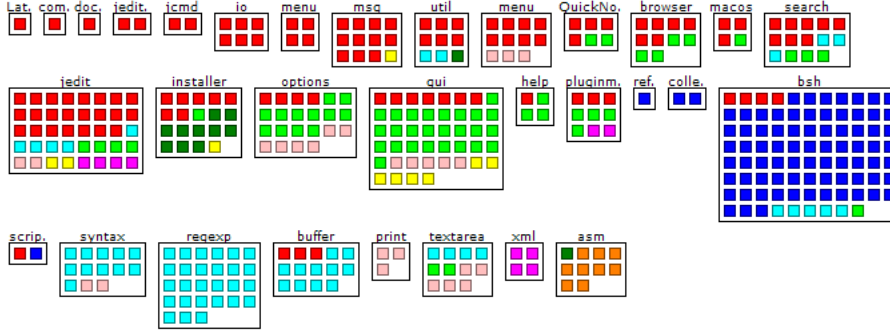 Lat. com. doc. jedit. jcmd io menu msg util menu QuickNo. browser macos search
jedit installer options gui help pluginm. ref. colle. bsh
scrip. syntax regexp buffer print textarea xml asm